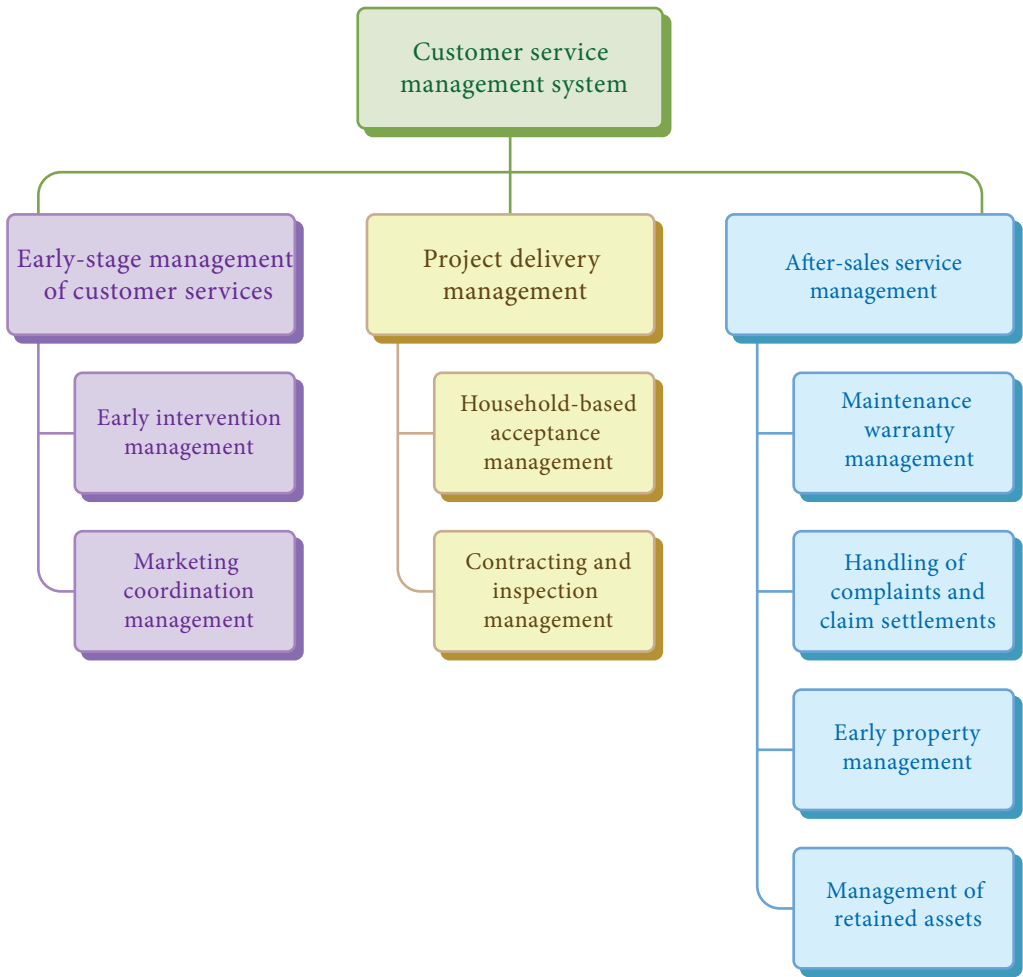 Customer service
management system
Early-stage management
of customer services
Project delivery
management
After-sales service
management
Early intervention
management
Marketing
coordination
management
Household-based
acceptance
management
Contracting and
inspection
management
Maintenance
warranty
management
Handling of
complaints and
claim settlements
Early property
management
Management of
retained assets